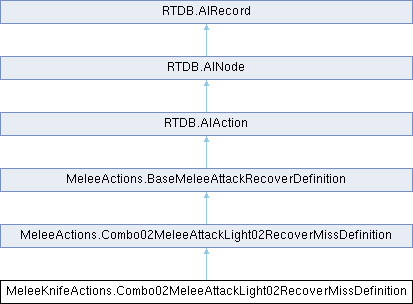 RTDB.AIRecord
RTDB.AINode
RTDB.AIAction
MeleeActions.BaseMeleeAttackRecoverDefinition
MeleeActions.Combo02MeleeAttackLight02RecoverMissDefinition
MeleeKnifeActions.Combo02MeleeAttackLight02RecoverMissDefinition